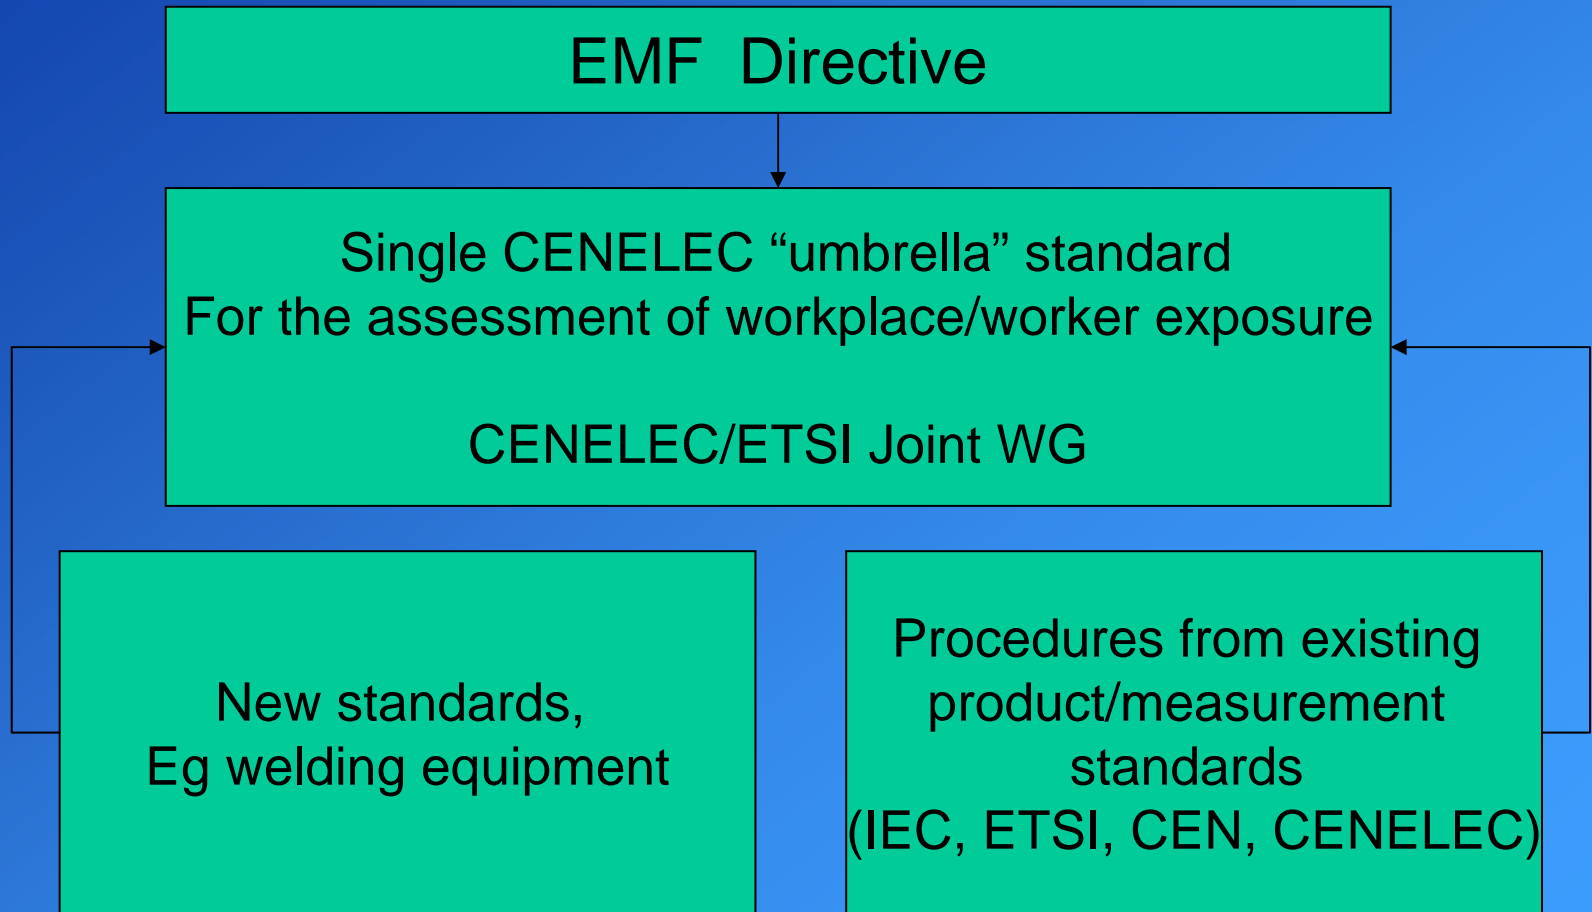 EMF Directive
Single CENELEC “umbrella” standard
For the assessment of workplace/worker exposure
CENELEC/ETSI Joint WG
New standards,
Eg welding equipment
Procedures from existing
product/measurement
standards
(IEC, ETSI, CEN, CENELEC)